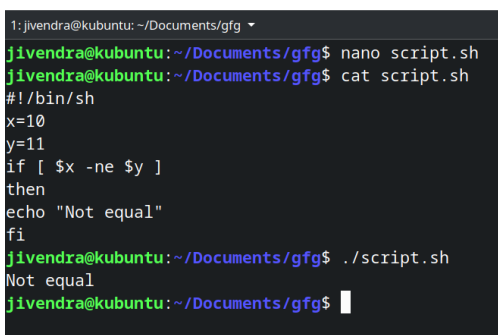 1: jivendra@kubuntu: ~/Documents/gfg
jivendra@kubuntu:~/Documents/gfg$ nano script.sh
jivendra@kubuntu:~/Documents/gfg$ cat script.sh
#!/bin/sh
x=10
y=11
if [ $x -ne $y ]
then
echo "Not equal"
fi
jivendra@kubuntu:~/Documents/gfg$ ./script.sh
Not equal
jivendra@kubuntu:~/Documents/gfg$